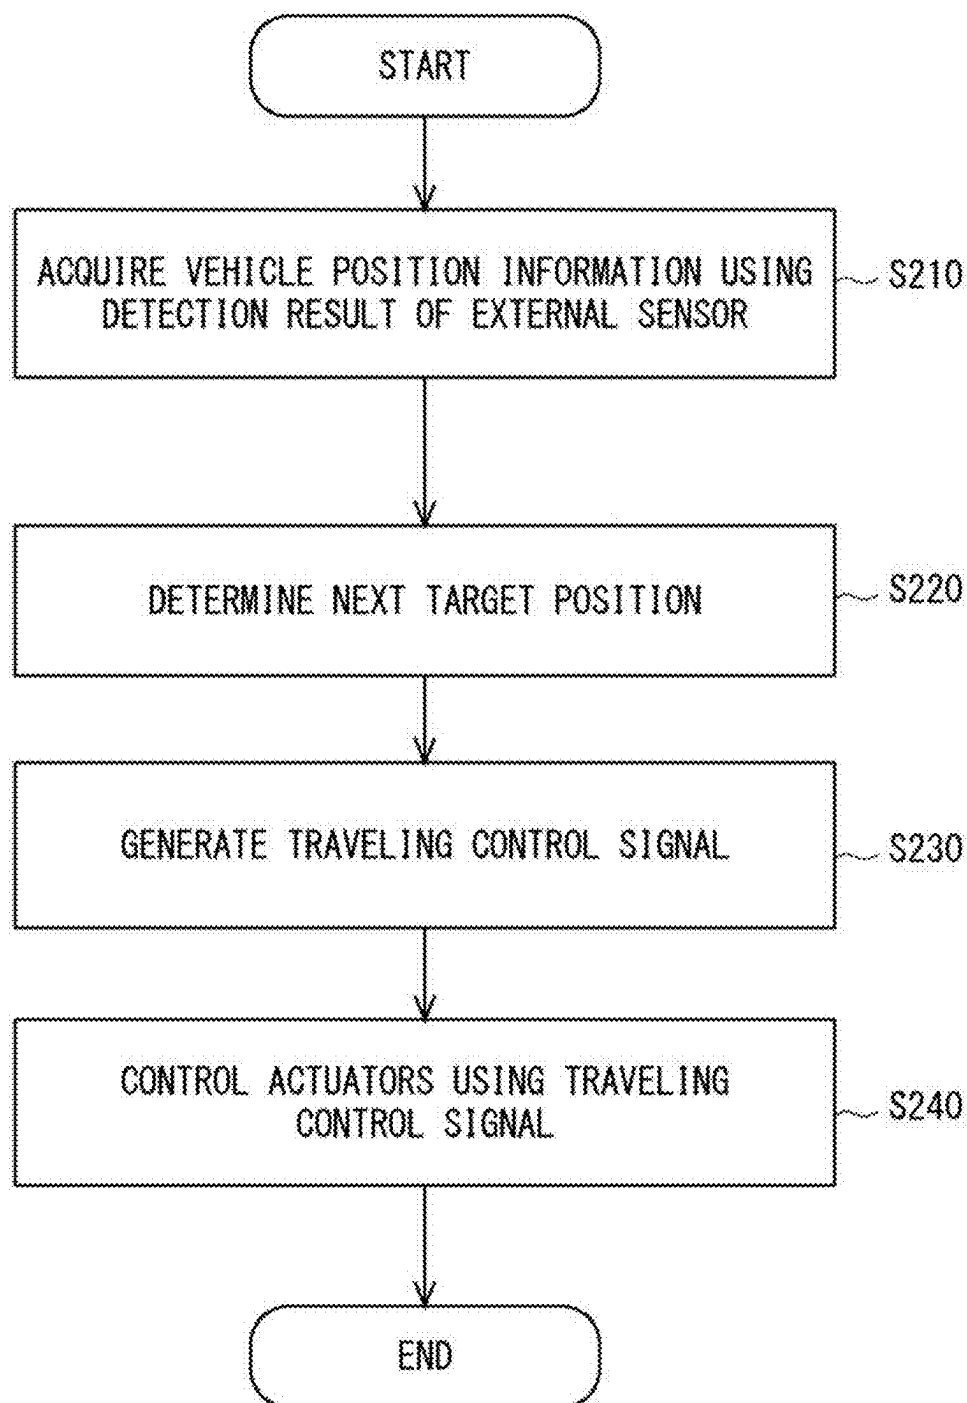 START
ACQUIRE VEHICLE POSITION INFORMATION USING
DETECTION RESULT OF EXTERNAL SENSOR
S210
DETERMINE NEXT TARGET POSITION
S220
GENERATE TRAVELING CONTROL SIGNAL
S230
CONTROL ACTUATORS USING TRAVELING
CONTROL SIGNAL
S240
END